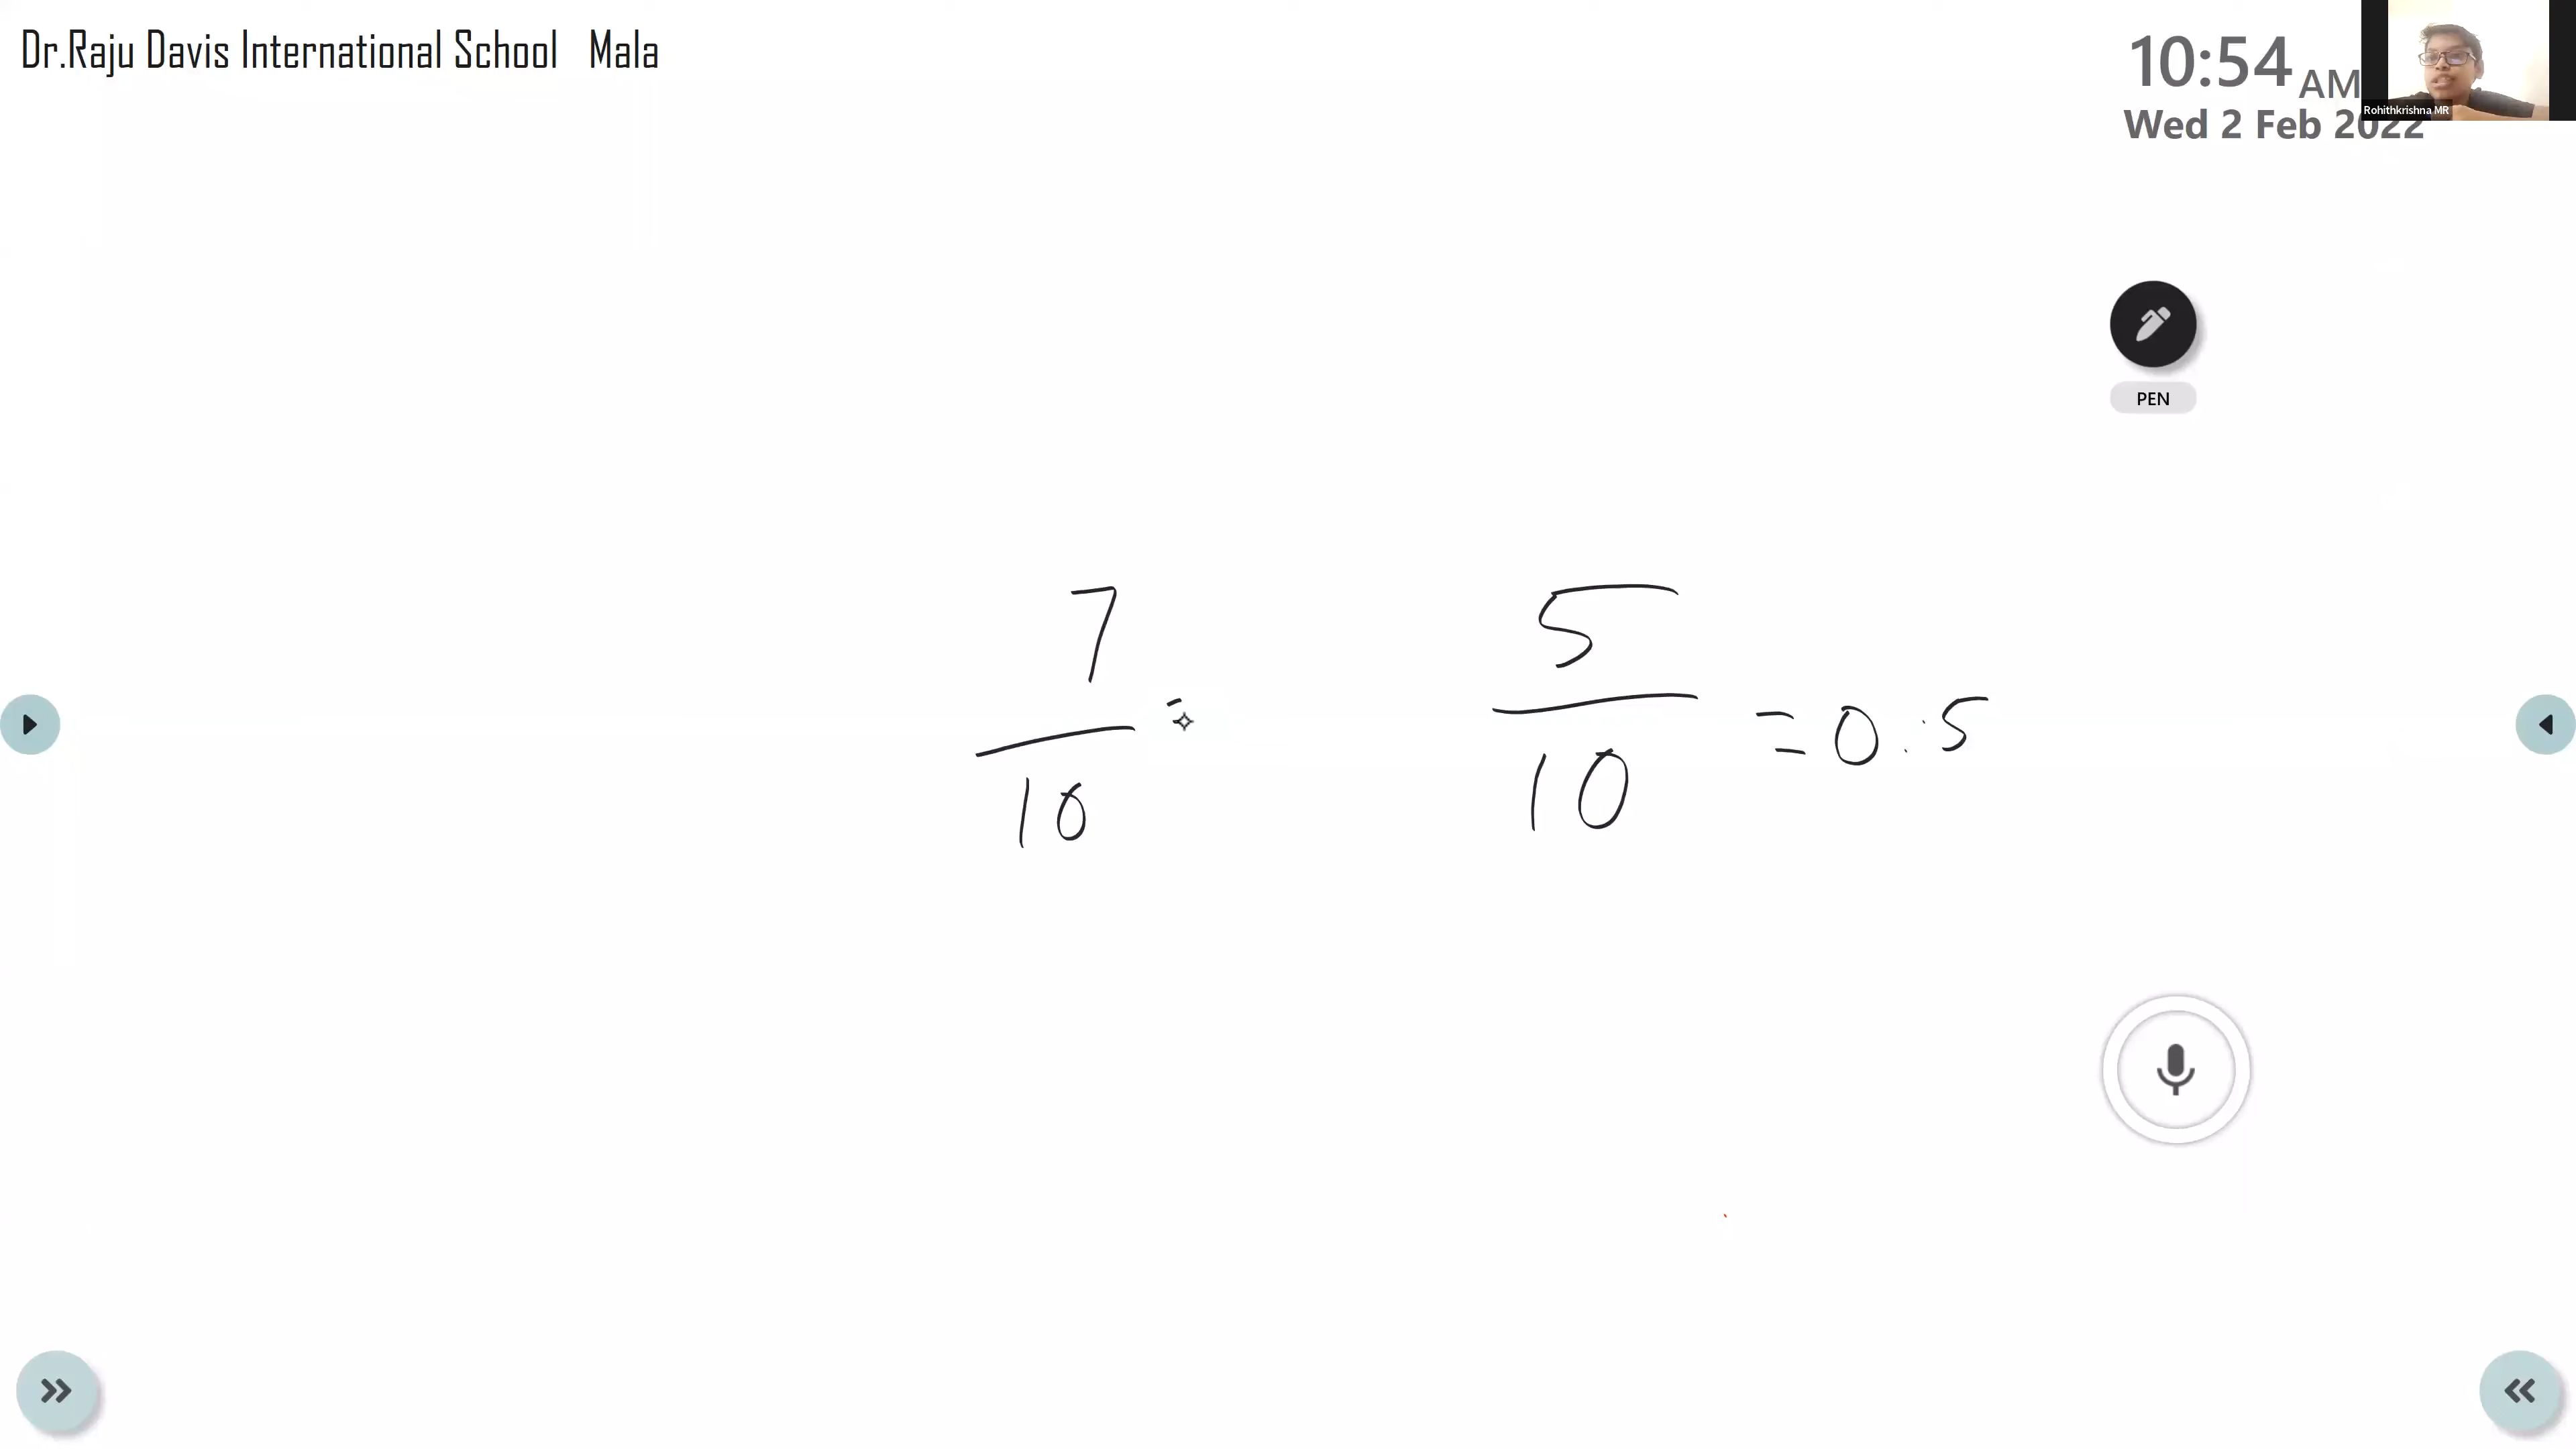 Dr.Raju Davis International School Mala
10:54 AM
Wed 2 Feb 2022
Rohithkrishna MR
PEN
7/10 =
5/10 = 0.5